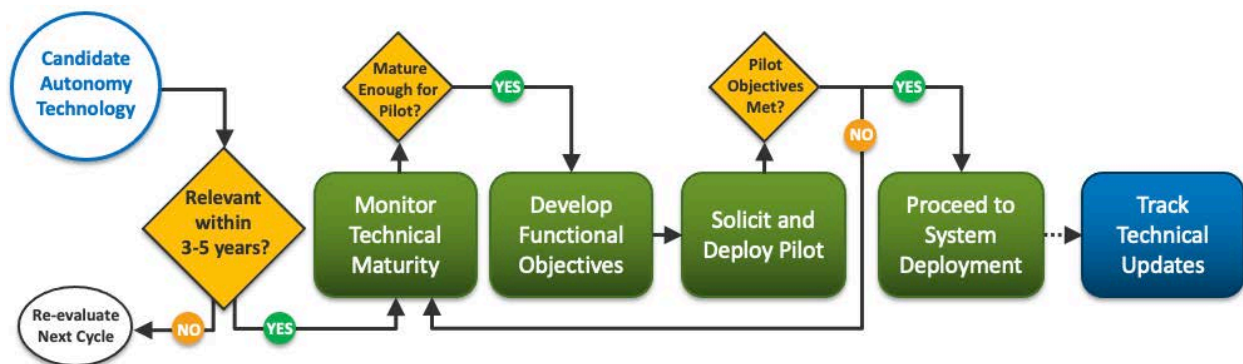 Candidate
Autonomy
Technology
Relevant
within
3-5 years?
NO
Re-evaluate
Next Cycle
YES
Monitor
Technical
Maturity
Mature
Enough for
Pilot?
YES
Develop
Functional
Objectives
Solicit and
Deploy Pilot
Pilot
Objectives
Met?
YES
NO
Proceed to
System
Deployment
Track
Technical
Updates